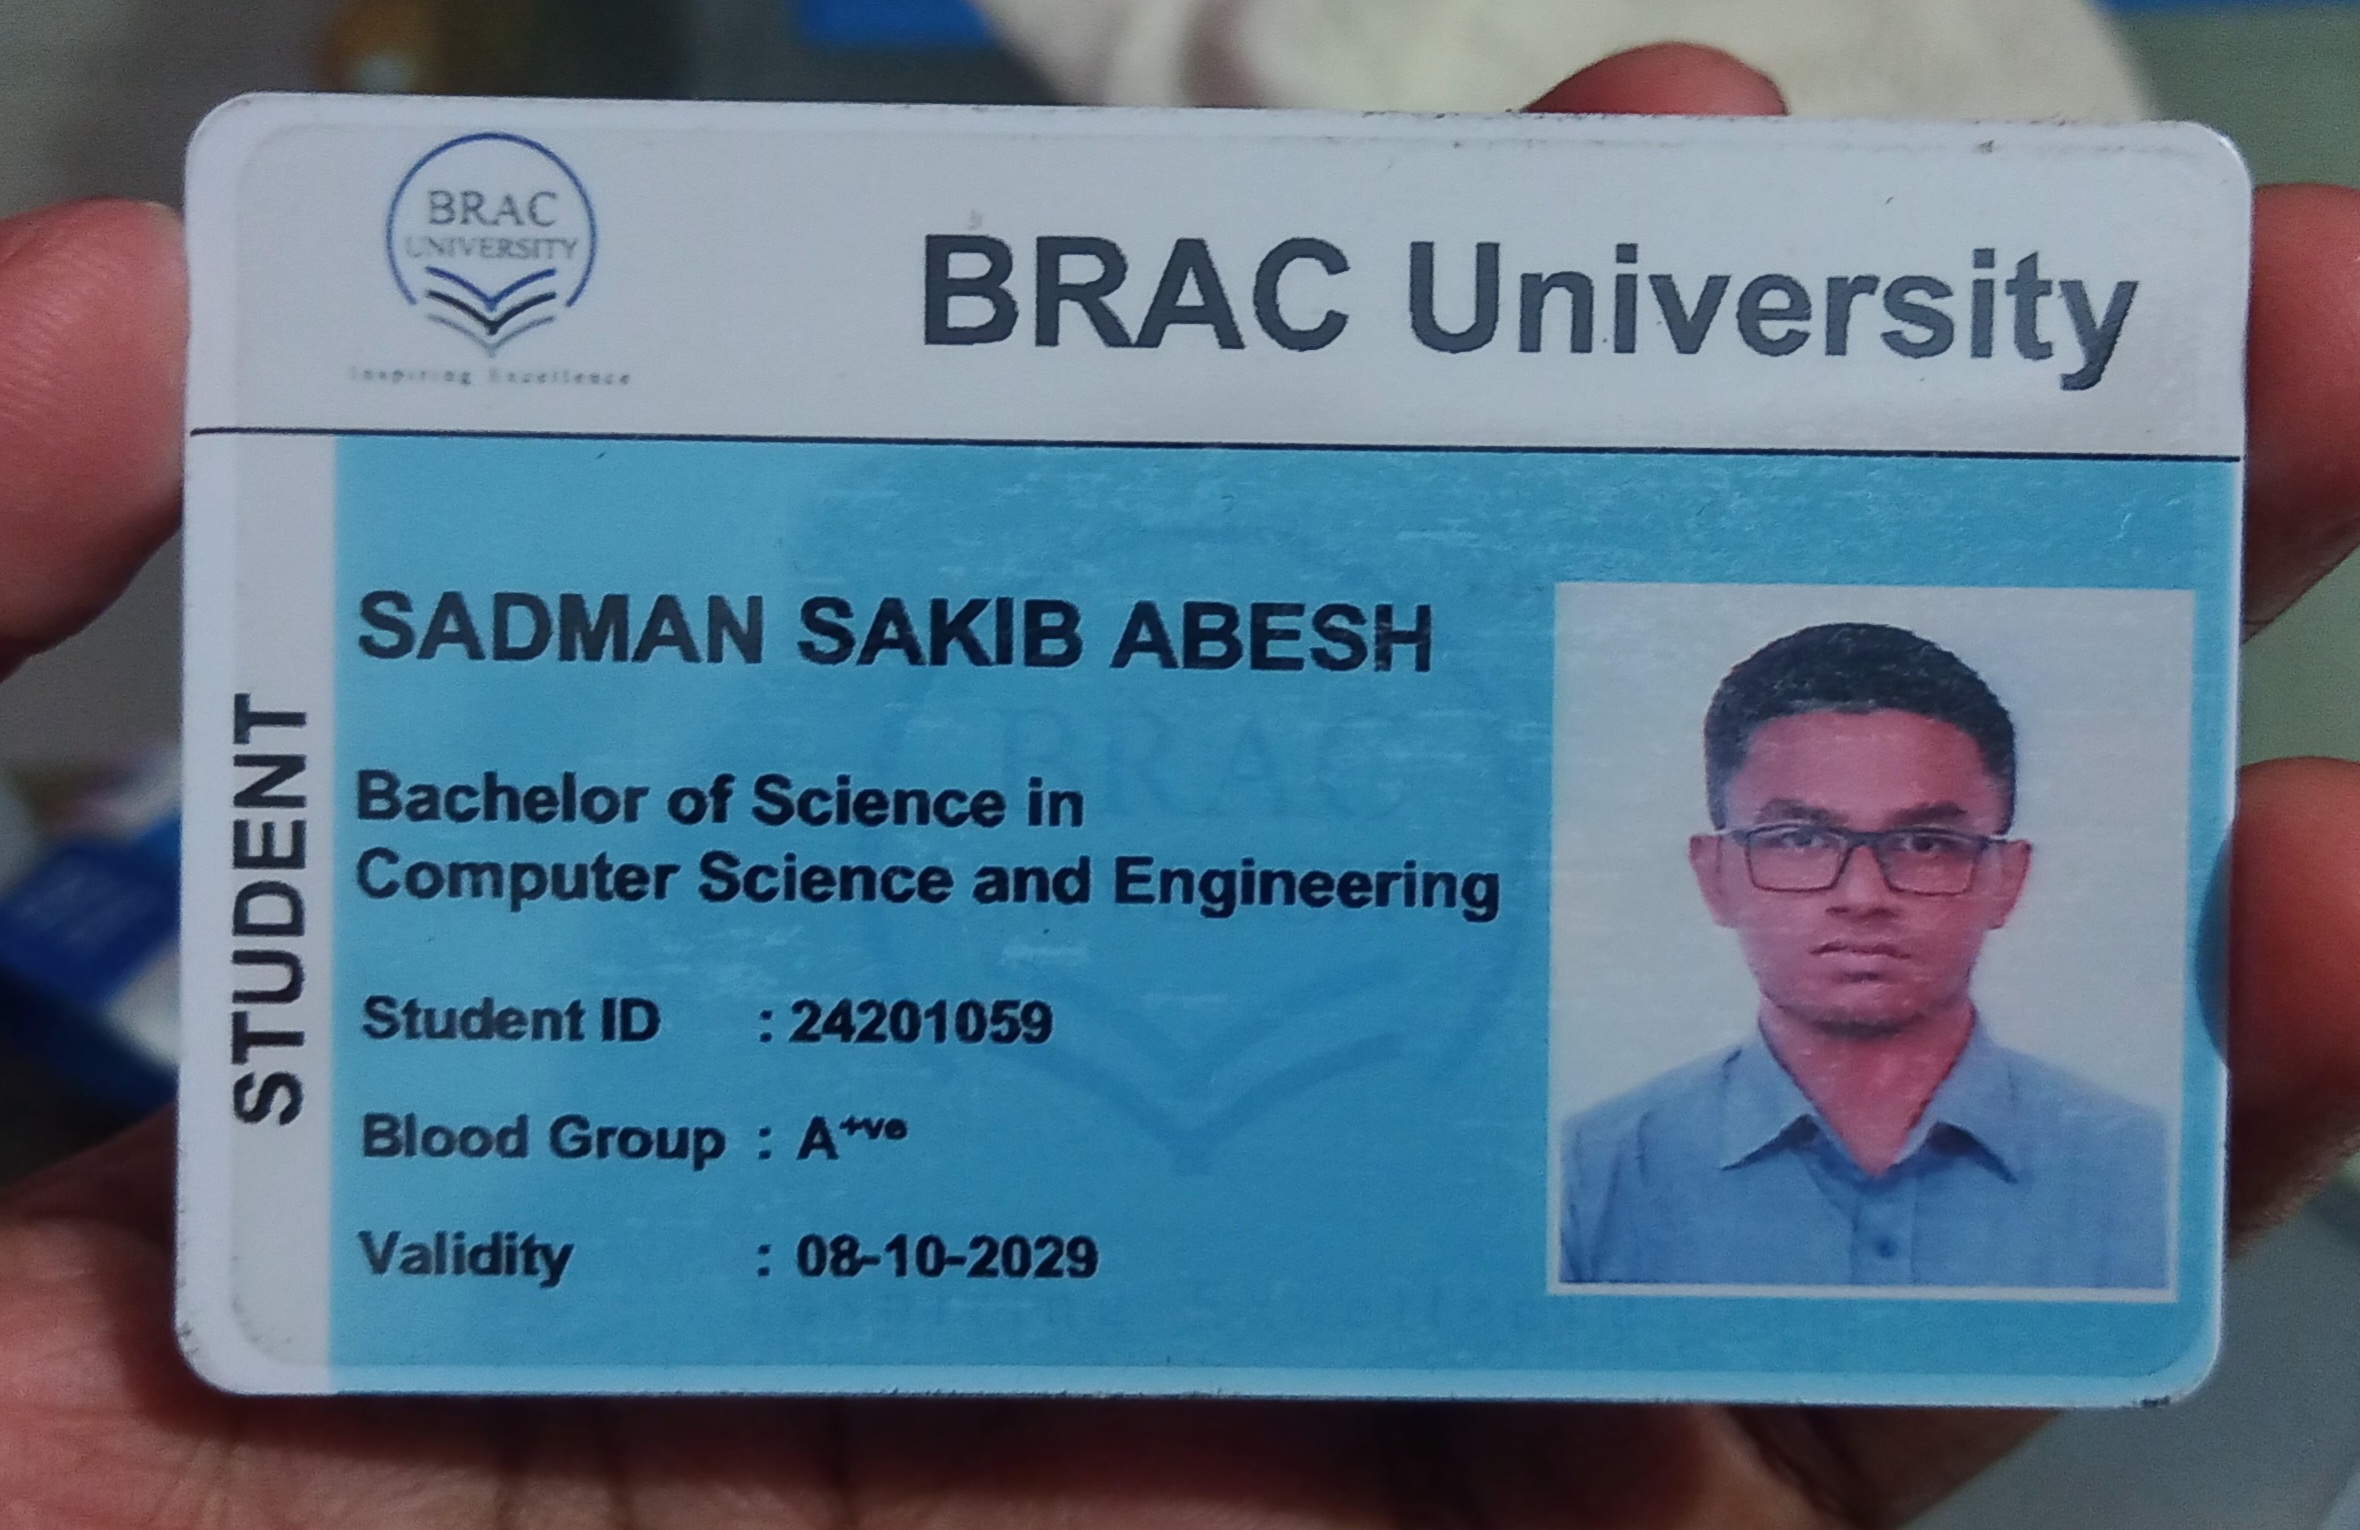 BRAC
UNIVERSITY
Inspiring Excellence
BRAC University
STUDENT
SADMAN SAKIB ABESH
Bachelor of Science in
Computer Science and Engineering
Student ID : 24201059
Blood Group : A+ve
Validity : 08-10-2029
BRAC